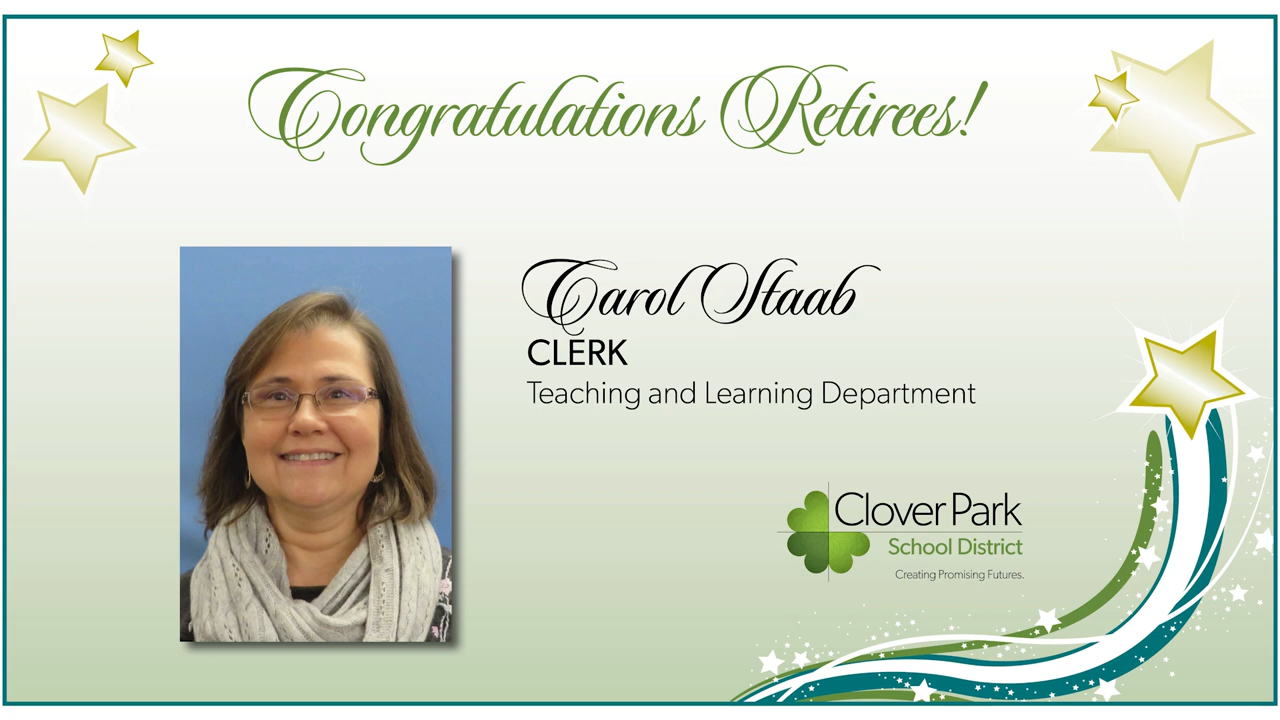 Congratulations Retirees!
Carol Staab
CLERK
Teaching and Learning Department
Clover Park
School District
Creating Promising Futures.